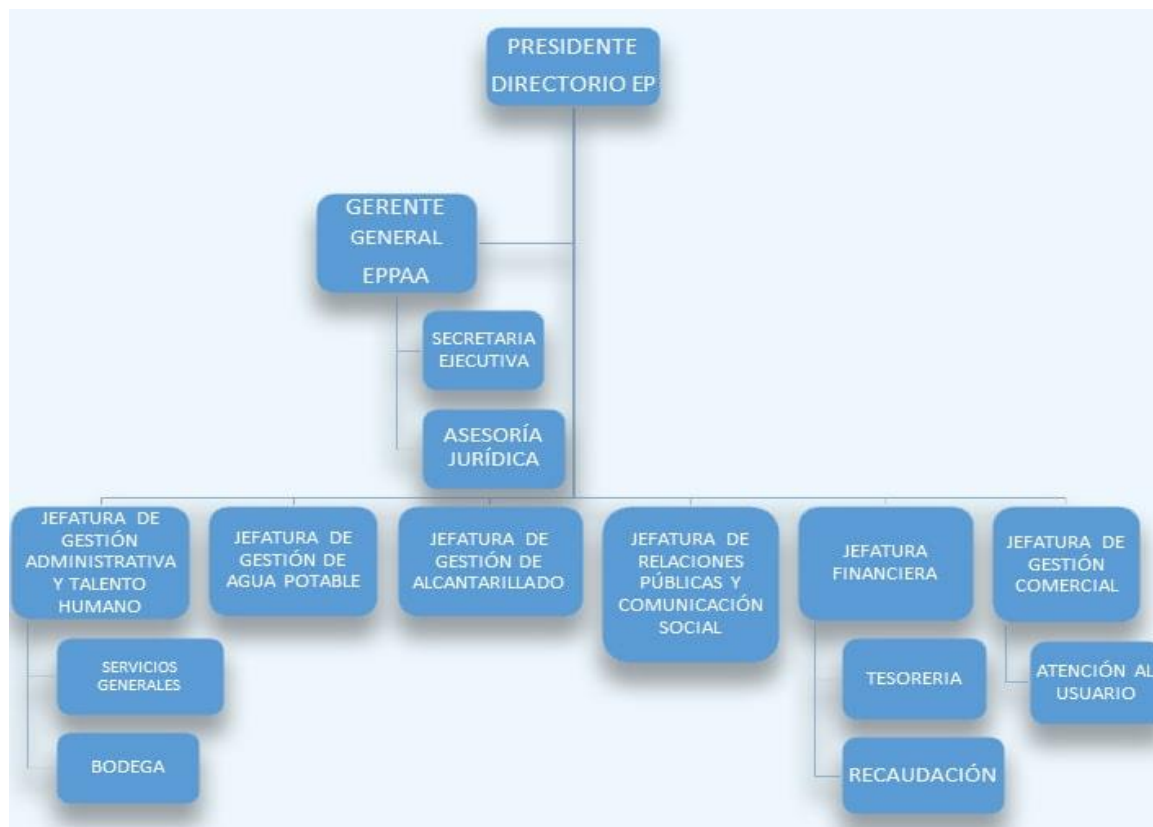 PRESIDENTE
DIRECTORIO EP
GERENTE
GENERAL
EPPAA
SECRETARIA
EJECUTIVA
ASESORÍA
JURÍDICA
JEFATURA DE
GESTIÓN
ADMINISTRATIVA
Y TALENTO
HUMANO
SERVICIOS
GENERALES
BODEGA
JEFATURA DE
GESTIÓN DE
AGUA POTABLE
JEFATURA DE
GESTIÓN DE
ALCANTARILLADO
JEFATURA DE
RELACIONES
PÚBLICAS Y
COMUNICACIÓN
SOCIAL
JEFATURA
FINANCIERA
TESORERIA
RECAUDACIÓN
JEFATURA DE
GESTIÓN
COMERCIAL
ATENCIÓN AL
USUARIO